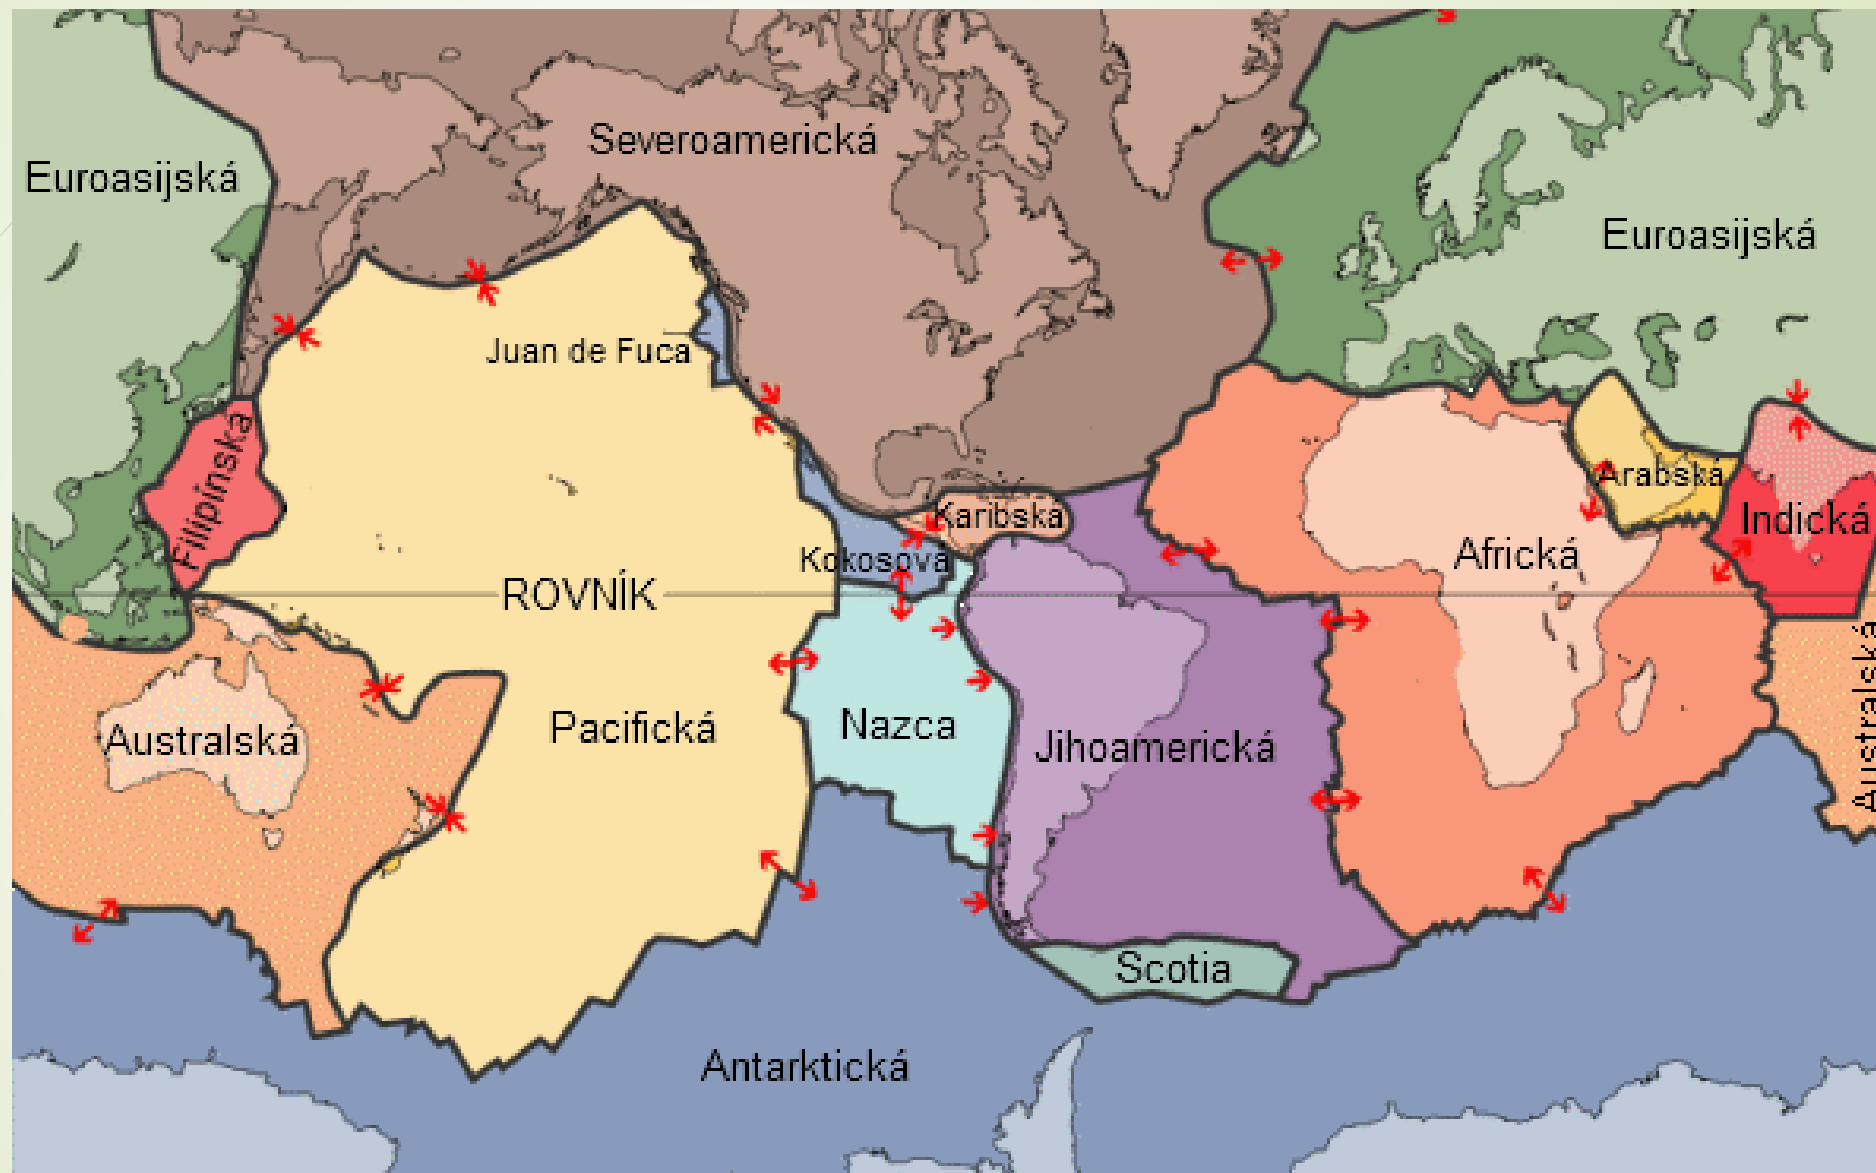 Severoamerická
Euroasijská
Euroasijská
Juan de Fuca
Filipínská
Karibská
Arabská
Indická
Kokosová
Africká
ROVNÍK
Australská
Pacifická
Nazca
Jihoamerická
Australská
Scotia
Antarktická